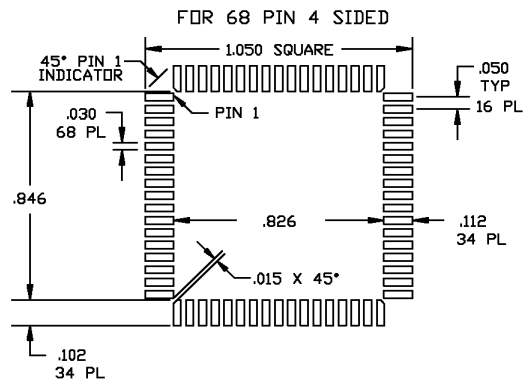 FOR 68 PIN 4 SIDED
1.050 SQUARE
45° PIN 1
INDICATOR
.050
TYP
16 PL
PIN 1
.030
68 PL
.846
.826
.112
34 PL
.015 X 45°
.102
34 PL